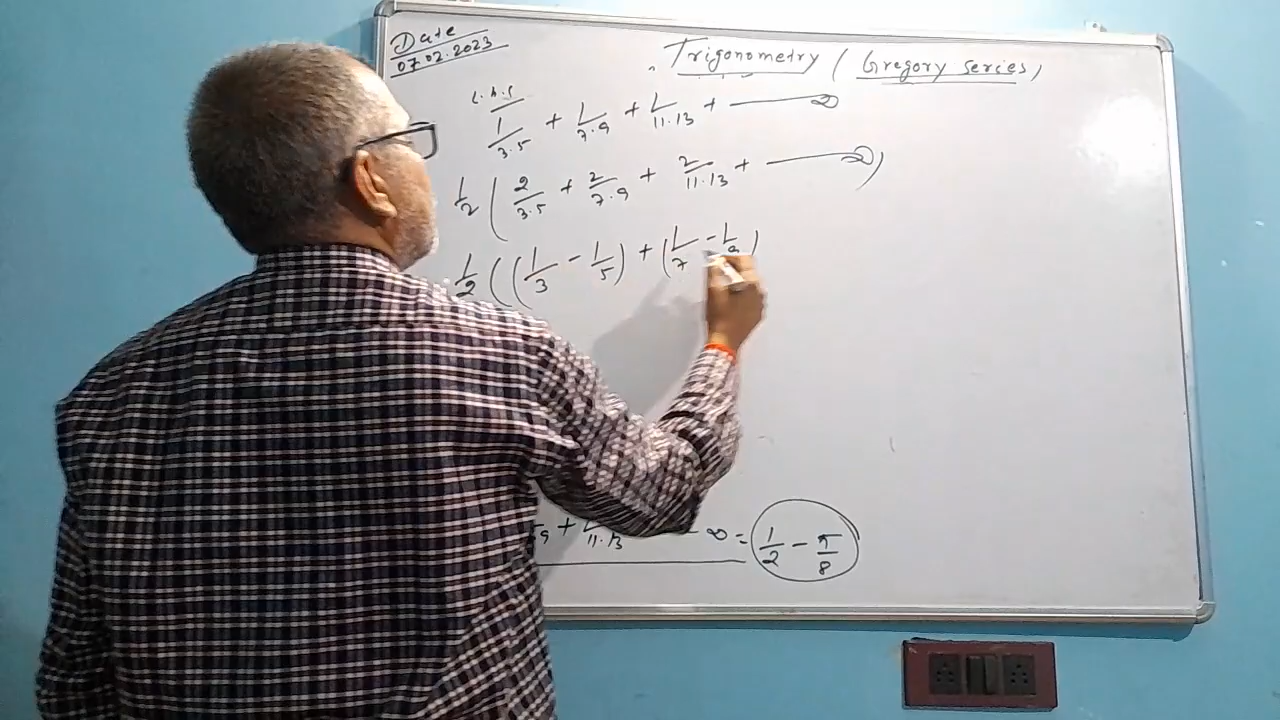 Date
07.02.2023
Trigonometry ( Gregory series )
L.H.S
1/3.5 + 1/7.9 + 1/11.13 + ——— ∞
1/2 ( 2/3.5 + 2/7.9 + 2/11.13 + ——— ∞ )
1/2 ( ( 1/3 - 1/5 ) + ( 1/7 - 1/9 )
+ 1/11.13 - ∞ = 1/2 - π/8